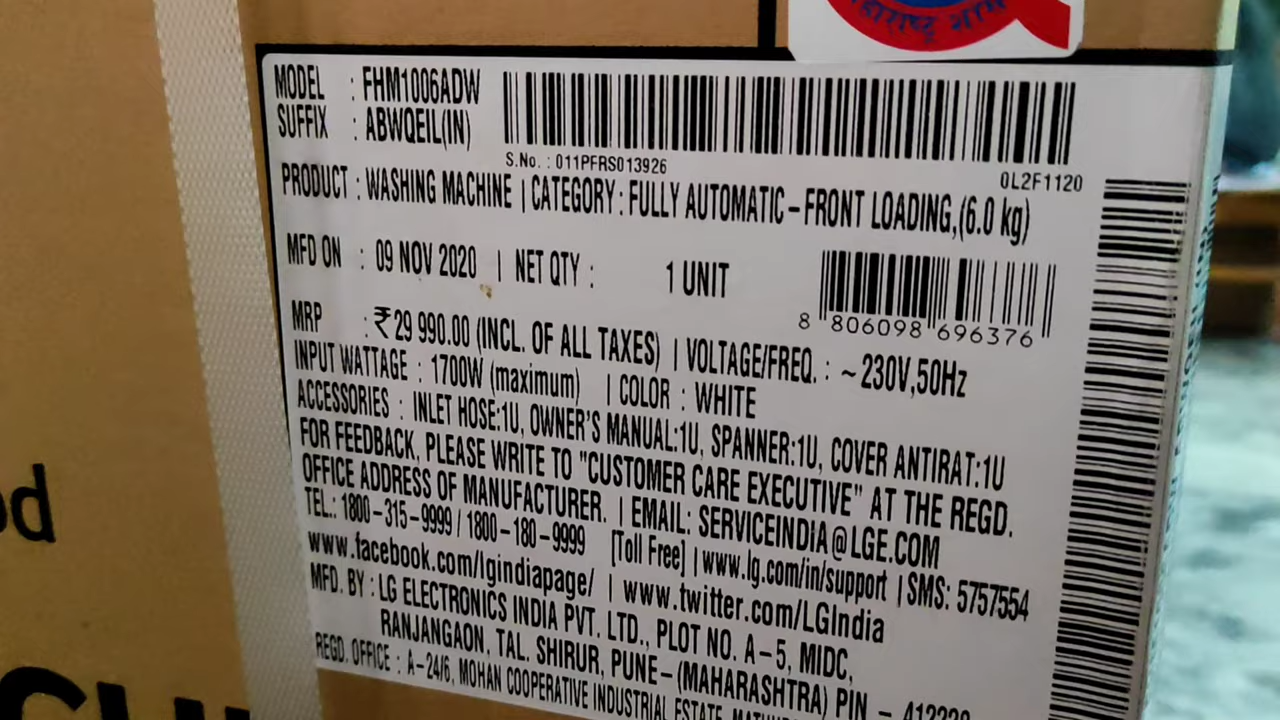 महाराष्ट्र शास
MODEL : FHM1006ADW
SUFFIX : ABWQEIL(IN)
S.No. : 011PFRS013926
0L2F1120
PRODUCT : WASHING MACHINE | CATEGORY : FULLY AUTOMATIC – FRONT LOADING,(6.0 kg)
MFD ON : 09 NOV 2020 | NET QTY : 1 UNIT
8 806098 696376
MRP : ₹ 29 990.00 (INCL. OF ALL TAXES) | VOLTAGE/FREQ. : ~ 230V,50Hz
INPUT WATTAGE : 1700W (maximum) | COLOR : WHITE
ACCESSORIES : INLET HOSE:1U, OWNER'S MANUAL:1U, SPANNER:1U, COVER ANTIRAT:1U
FOR FEEDBACK, PLEASE WRITE TO "CUSTOMER CARE EXECUTIVE" AT THE REGD.
OFFICE ADDRESS OF MANUFACTURER. | EMAIL: SERVICEINDIA@LGE.COM
TEL.: 1800–315–9999 / 1800–180–9999 [Toll Free] | www.lg.com/in/support | SMS: 5757554
www.facebook.com/lgindiapage/ | www.twitter.com/LGIndia
MFD. BY : LG ELECTRONICS INDIA PVT. LTD., PLOT NO. A–5, MIDC,
RANJANGAON, TAL. SHIRUR, PUNE–(MAHARASHTRA) PIN –
REGD. OFFICE : A–24/6, MOHAN COOPERATIVE INDUSTRIAL ESTATE,
od